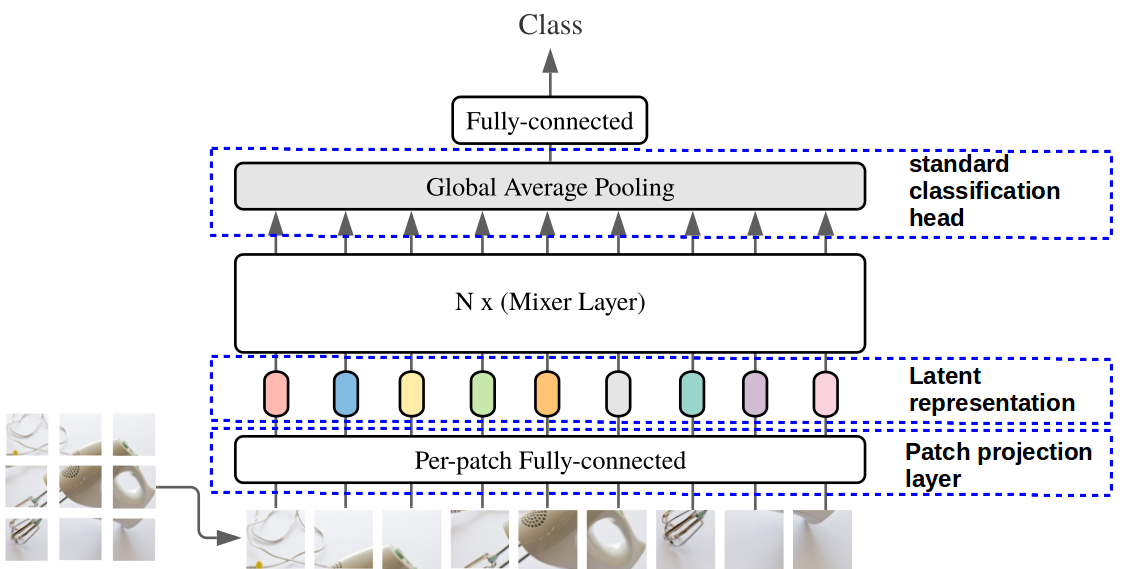 Class
Fully-connected
standard
classification
head
Global Average Pooling
N x (Mixer Layer)
Latent
representation
Per-patch Fully-connected
Patch projection
layer